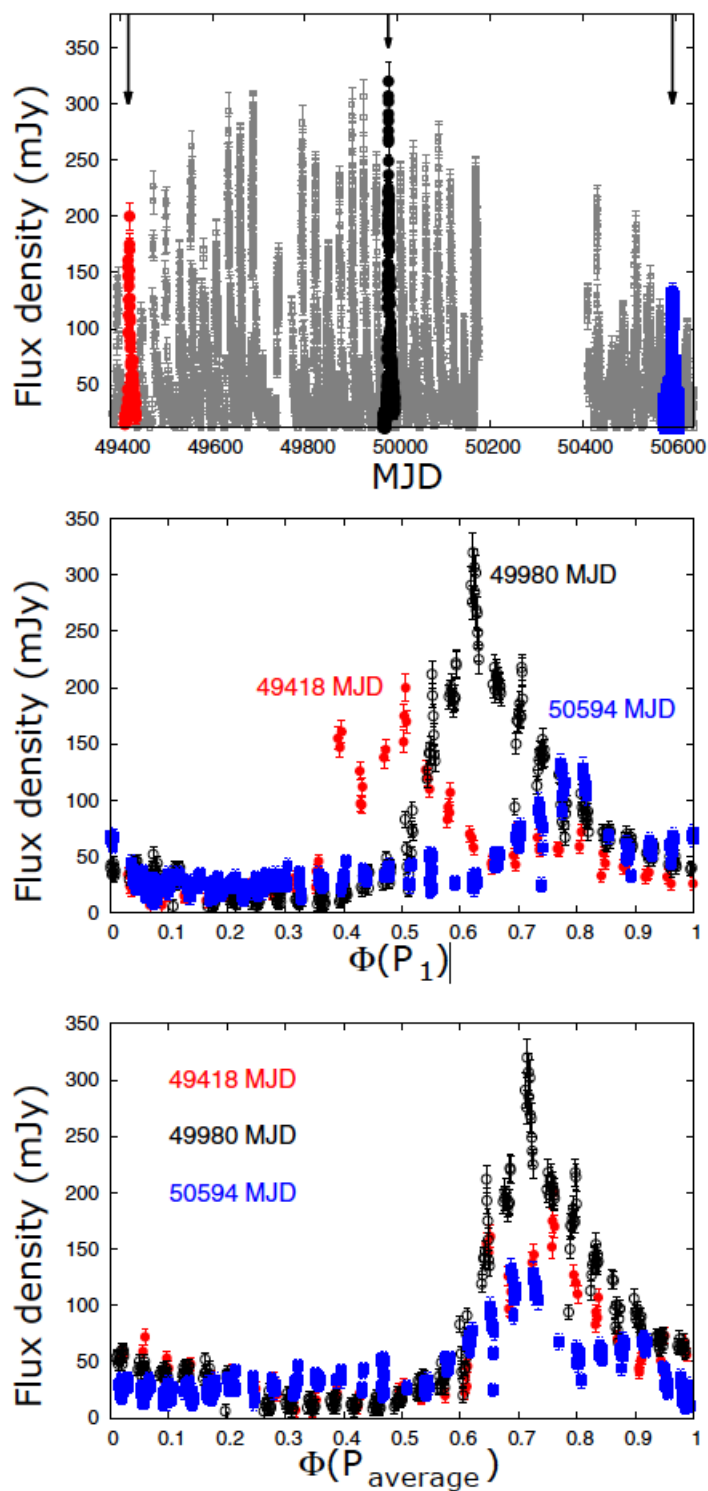 350
300
250
200
150
100
50
Flux density (mJy)
49400 49600 49800 50000 50200 50400 50600
MJD
350
300
250
200
150
100
50
0
Flux density (mJy)
49980 MJD
49418 MJD
50594 MJD
0 0.1 0.2 0.3 0.4 0.5 0.6 0.7 0.8 0.9 1
Φ(P₁)|
350
300
250
200
150
100
50
0
Flux density (mJy)
49418 MJD
49980 MJD
50594 MJD
0 0.1 0.2 0.3 0.4 0.5 0.6 0.7 0.8 0.9 1
Φ(P average)